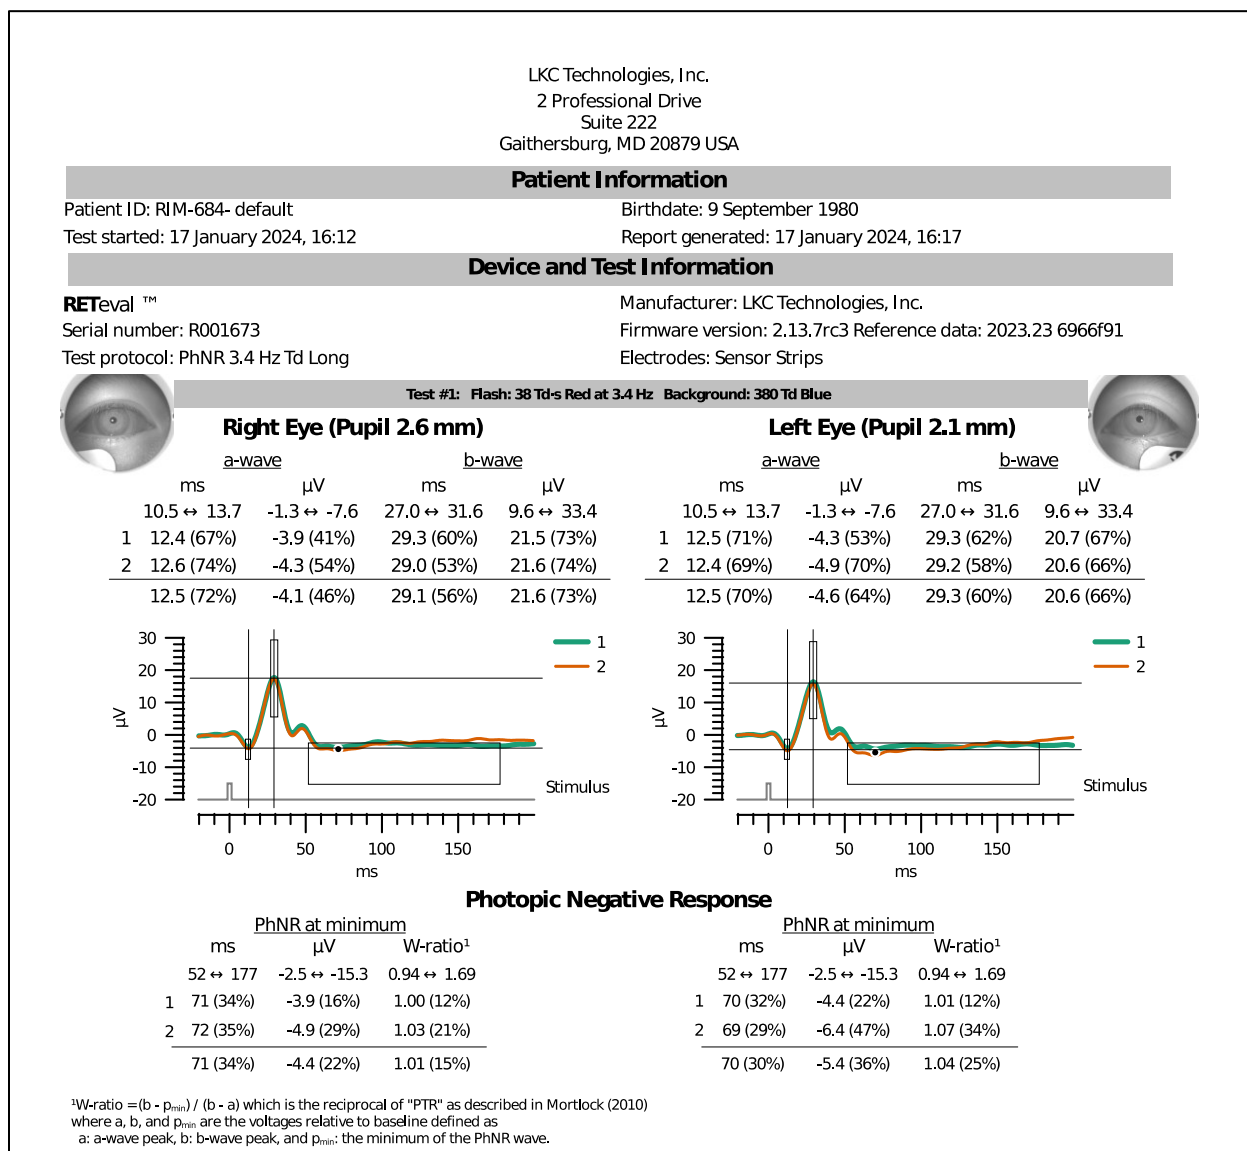 LKC Technologies, Inc.
2 Professional Drive
Suite 222
Gaithersburg, MD 20879 USA
Patient Information
Patient ID: RIM-684- default Birthdate: 9 September 1980
Test started: 17 January 2024, 16:12 Report generated: 17 January 2024, 16:17
Device and Test Information
RETeval ™ Manufacturer: LKC Technologies, Inc.
Serial number: R001673 Firmware version: 2.13.7rc3 Reference data: 2023.23 6966f91
Test protocol: PhNR 3.4 Hz Td Long Electrodes: Sensor Strips
Test #1: Flash: 38 Td·s Red at 3.4 Hz Background: 380 Td Blue
Right Eye (Pupil 2.6 mm)
a-wave b-wave
ms µV ms µV
10.5 ↔ 13.7 -1.3 ↔ -7.6 27.0 ↔ 31.6 9.6 ↔ 33.4
1 12.4 (67%) -3.9 (41%) 29.3 (60%) 21.5 (73%)
2 12.6 (74%) -4.3 (54%) 29.0 (53%) 21.6 (74%)
12.5 (72%) -4.1 (46%) 29.1 (56%) 21.6 (73%)
30
20
10
0
-10
-20
µV
1
2
Stimulus
0 50 100 150
ms
Left Eye (Pupil 2.1 mm)
a-wave b-wave
ms µV ms µV
10.5 ↔ 13.7 -1.3 ↔ -7.6 27.0 ↔ 31.6 9.6 ↔ 33.4
1 12.5 (71%) -4.3 (53%) 29.3 (62%) 20.7 (67%)
2 12.4 (69%) -4.9 (70%) 29.2 (58%) 20.6 (66%)
12.5 (70%) -4.6 (64%) 29.3 (60%) 20.6 (66%)
30
20
10
0
-10
-20
µV
1
2
Stimulus
0 50 100 150
ms
Photopic Negative Response
PhNR at minimum
ms µV W-ratio¹
52 ↔ 177 -2.5 ↔ -15.3 0.94 ↔ 1.69
1 71 (34%) -3.9 (16%) 1.00 (12%)
2 72 (35%) -4.9 (29%) 1.03 (21%)
71 (34%) -4.4 (22%) 1.01 (15%)
PhNR at minimum
ms µV W-ratio¹
52 ↔ 177 -2.5 ↔ -15.3 0.94 ↔ 1.69
1 70 (32%) -4.4 (22%) 1.01 (12%)
2 69 (29%) -6.4 (47%) 1.07 (34%)
70 (30%) -5.4 (36%) 1.04 (25%)
¹W-ratio = (b - pmin) / (b - a) which is the reciprocal of "PTR" as described in Mortlock (2010)
where a, b, and pmin are the voltages relative to baseline defined as
a: a-wave peak, b: b-wave peak, and pmin: the minimum of the PhNR wave.